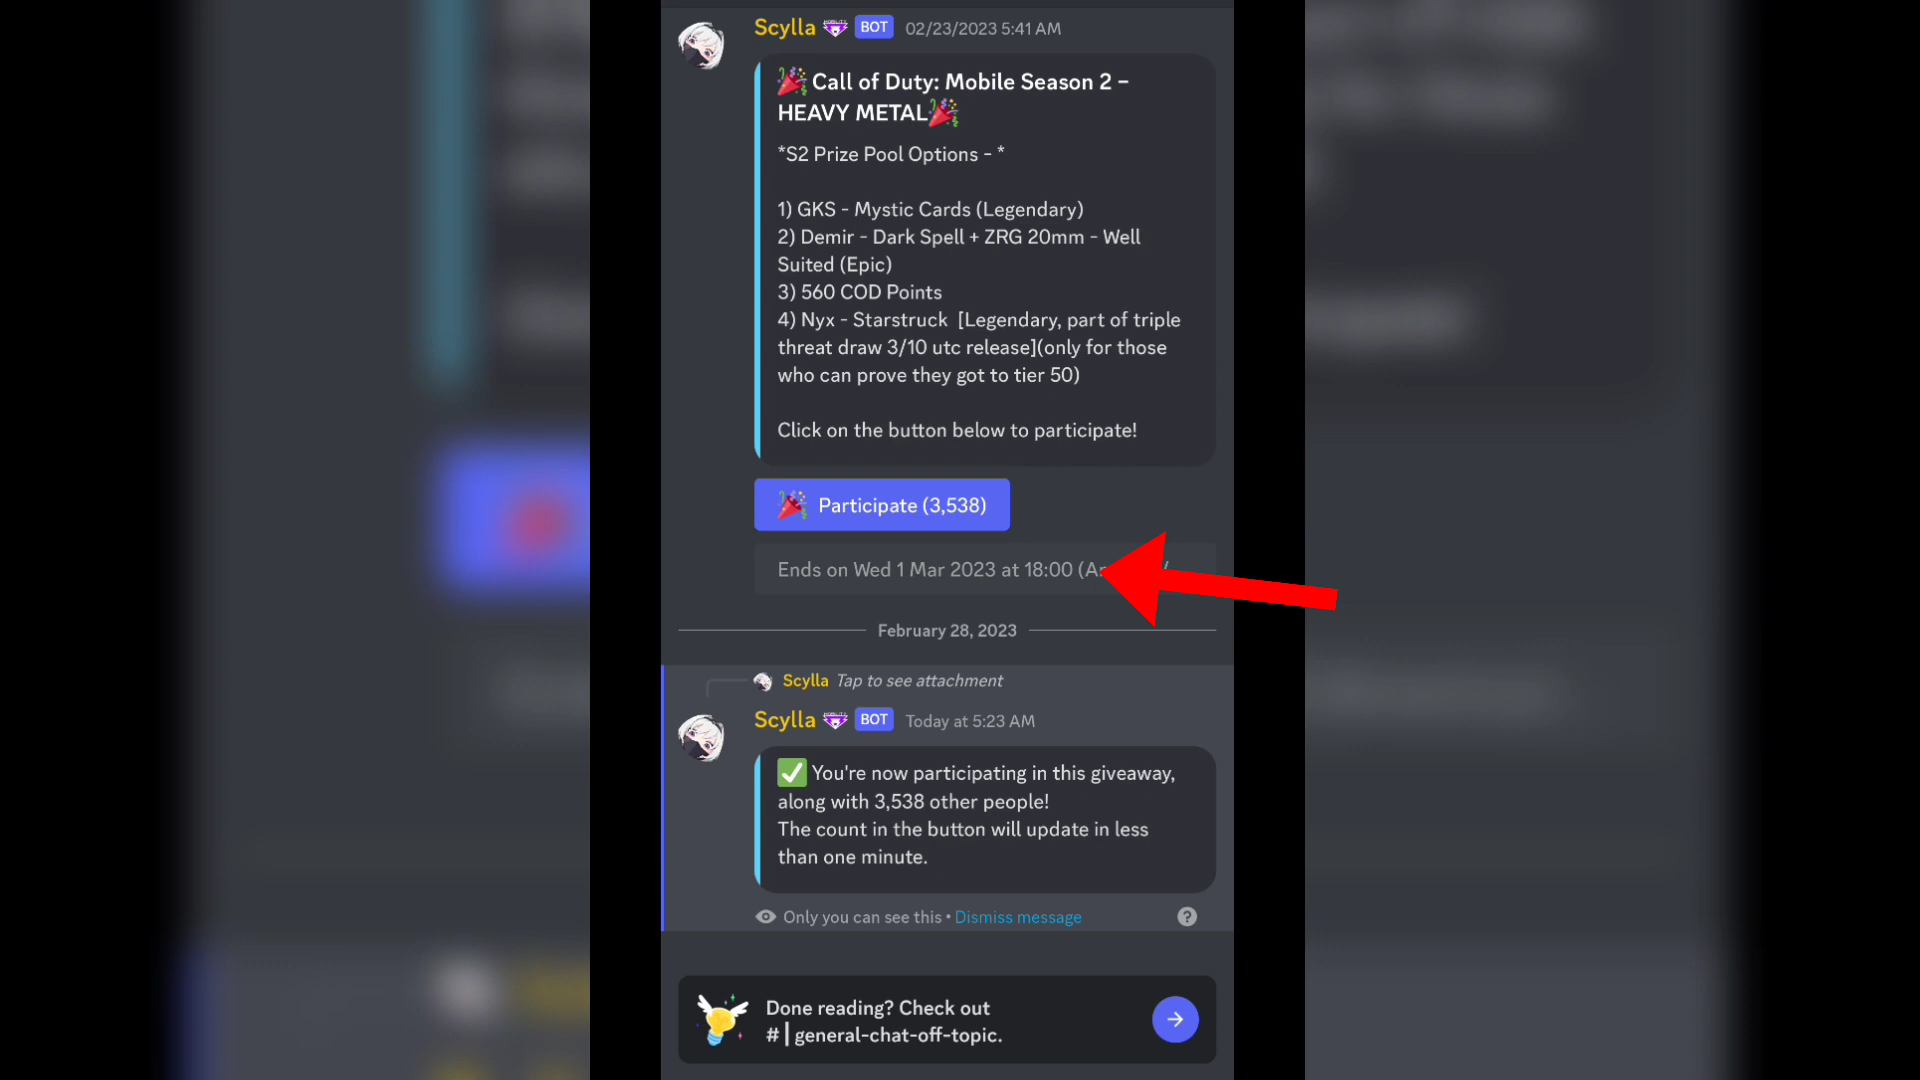 Scylla BOT 02/23/2023 5:41 AM
🎉Call of Duty: Mobile Season 2 –
HEAVY METAL🎉
*S2 Prize Pool Options - *
1) GKS - Mystic Cards (Legendary)
2) Demir - Dark Spell + ZRG 20mm - Well
Suited (Epic)
3) 560 COD Points
4) Nyx - Starstruck [Legendary, part of triple
threat draw 3/10 utc release](only for those
who can prove they got to tier 50)
Click on the button below to participate!
🎉 Participate (3,538)
Ends on Wed 1 Mar 2023 at 18:00
February 28, 2023
Scylla Tap to see attachment
Scylla BOT Today at 5:23 AM
✅ You're now participating in this giveaway,
along with 3,538 other people!
The count in the button will update in less
than one minute.
Only you can see this • Dismiss message
Done reading? Check out
#┃general-chat-off-topic.